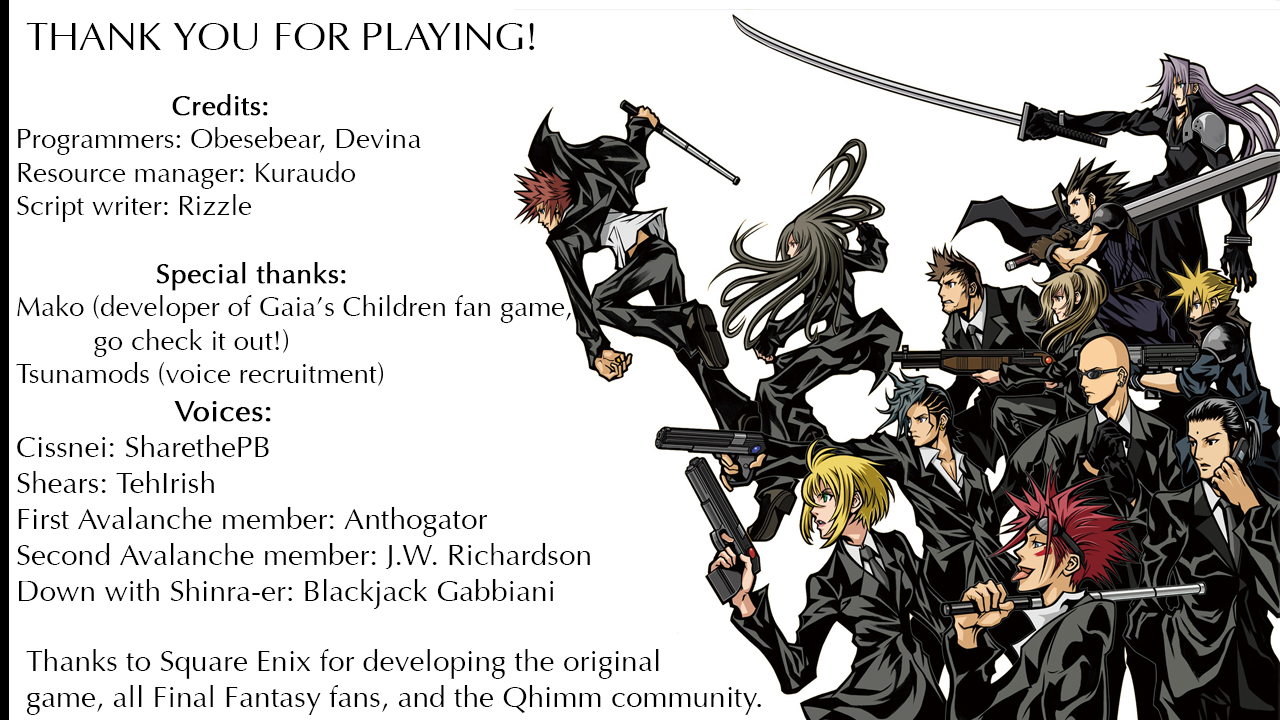 THANK YOU FOR PLAYING!
Credits:
Programmers: Obesebear, Devina
Resource manager: Kuraudo
Script writer: Rizzle
Special thanks:
Mako (developer of Gaia’s Children fan game,
go check it out!)
Tsunamods (voice recruitment)
Voices:
Cissnei: SharethePB
Shears: TehIrish
First Avalanche member: Anthogator
Second Avalanche member: J.W. Richardson
Down with Shinra-er: Blackjack Gabbiani
Thanks to Square Enix for developing the original
game, all Final Fantasy fans, and the Qhimm community.